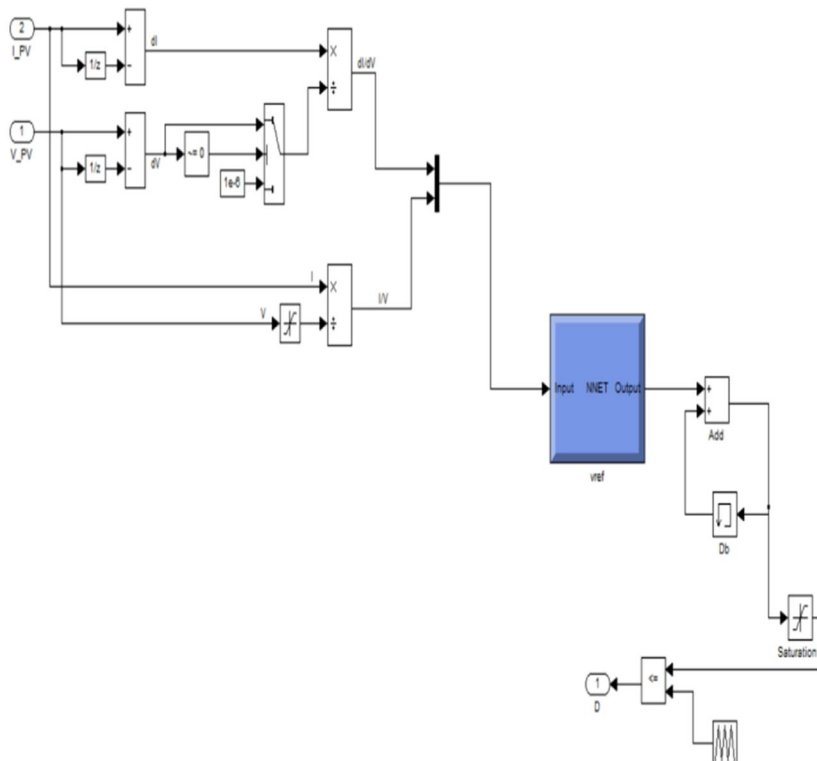 2
I_PV
+
-
1/z
dI
×
÷
dI/dV
1
V_PV
+
-
1/z
dV
~= 0
1e-6
I
V
×
÷
I/V
Input NNET Output
vref
+
+
Add
Db
Saturation
<=
1
D